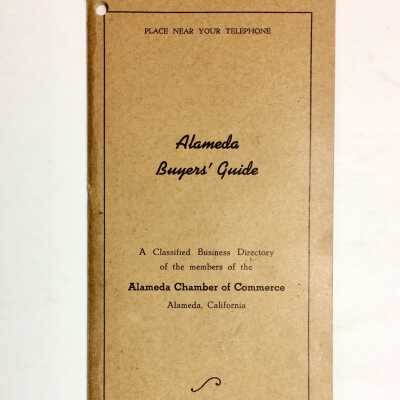 PLACE NEAR YOUR TELEPHONE
Alameda
Buyers' Guide
A Classified Business Directory
of the members of the
Alameda Chamber of Commerce
Alameda, California